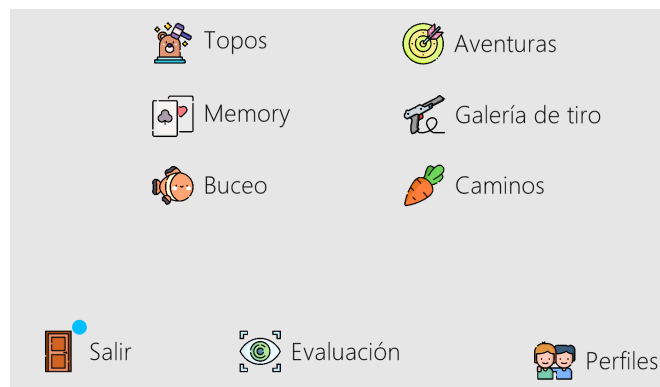 Topos
Aventuras
Memory
Galería de tiro
Buceo
Caminos
Salir
Evaluación
Perfiles